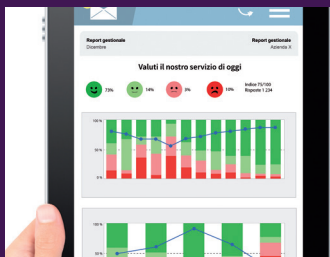 Report gestionale
Dicembre
Report gestionale
Azienda X
Valuti il nostro servizio di oggi
73%
14%
3%
10%
Indice 75/100
Risposte 1 234
100%
50%
0%
100%
50%